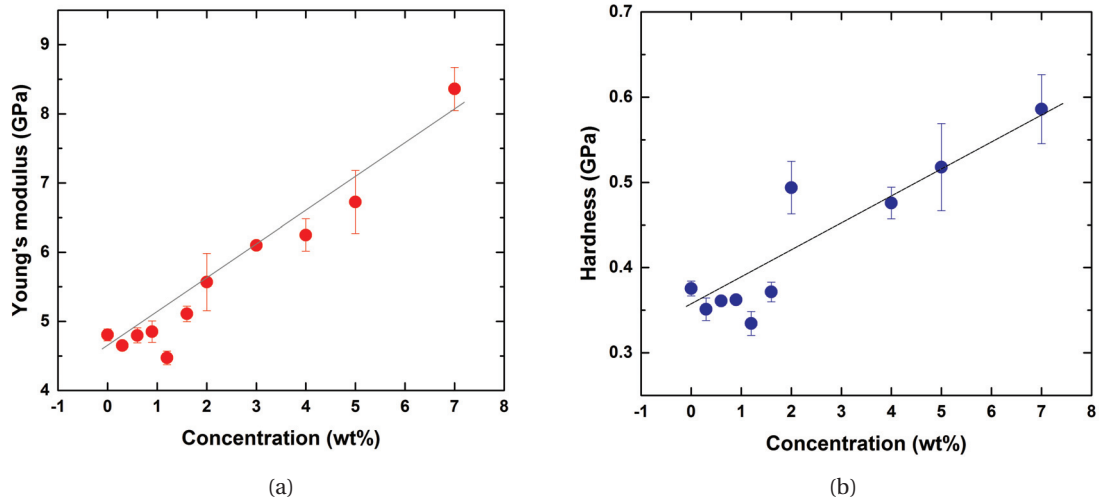 9
8
7
6
5
4
-1 0 1 2 3 4 5 6 7 8
Young's modulus (GPa)
Concentration (wt%)
(a)
0.7
0.6
0.5
0.4
0.3
-1 0 1 2 3 4 5 6 7 8
Hardness (GPa)
Concentration (wt%)
(b)